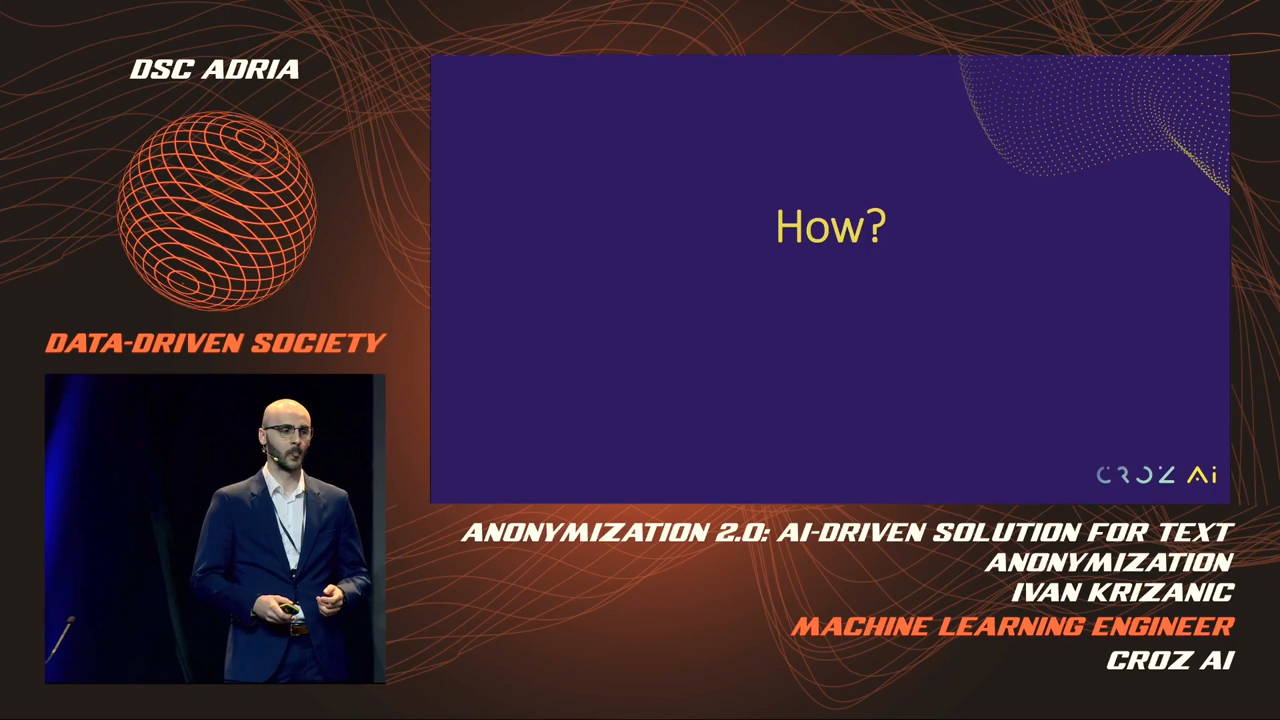 DSC ADRIA
DATA-DRIVEN SOCIETY
How?
CROZ Ai
ANONYMIZATION 2.0: AI-DRIVEN SOLUTION FOR TEXT
ANONYMIZATION
IVAN KRIZANIC
MACHINE LEARNING ENGINEER
CROZ AI